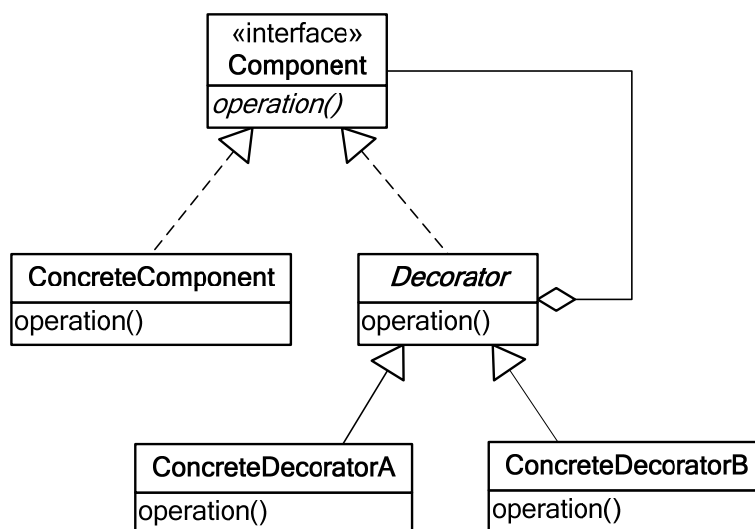 «interface»
Component
operation()
ConcreteComponent
operation()
Decorator
operation()
ConcreteDecoratorA
operation()
ConcreteDecoratorB
operation()